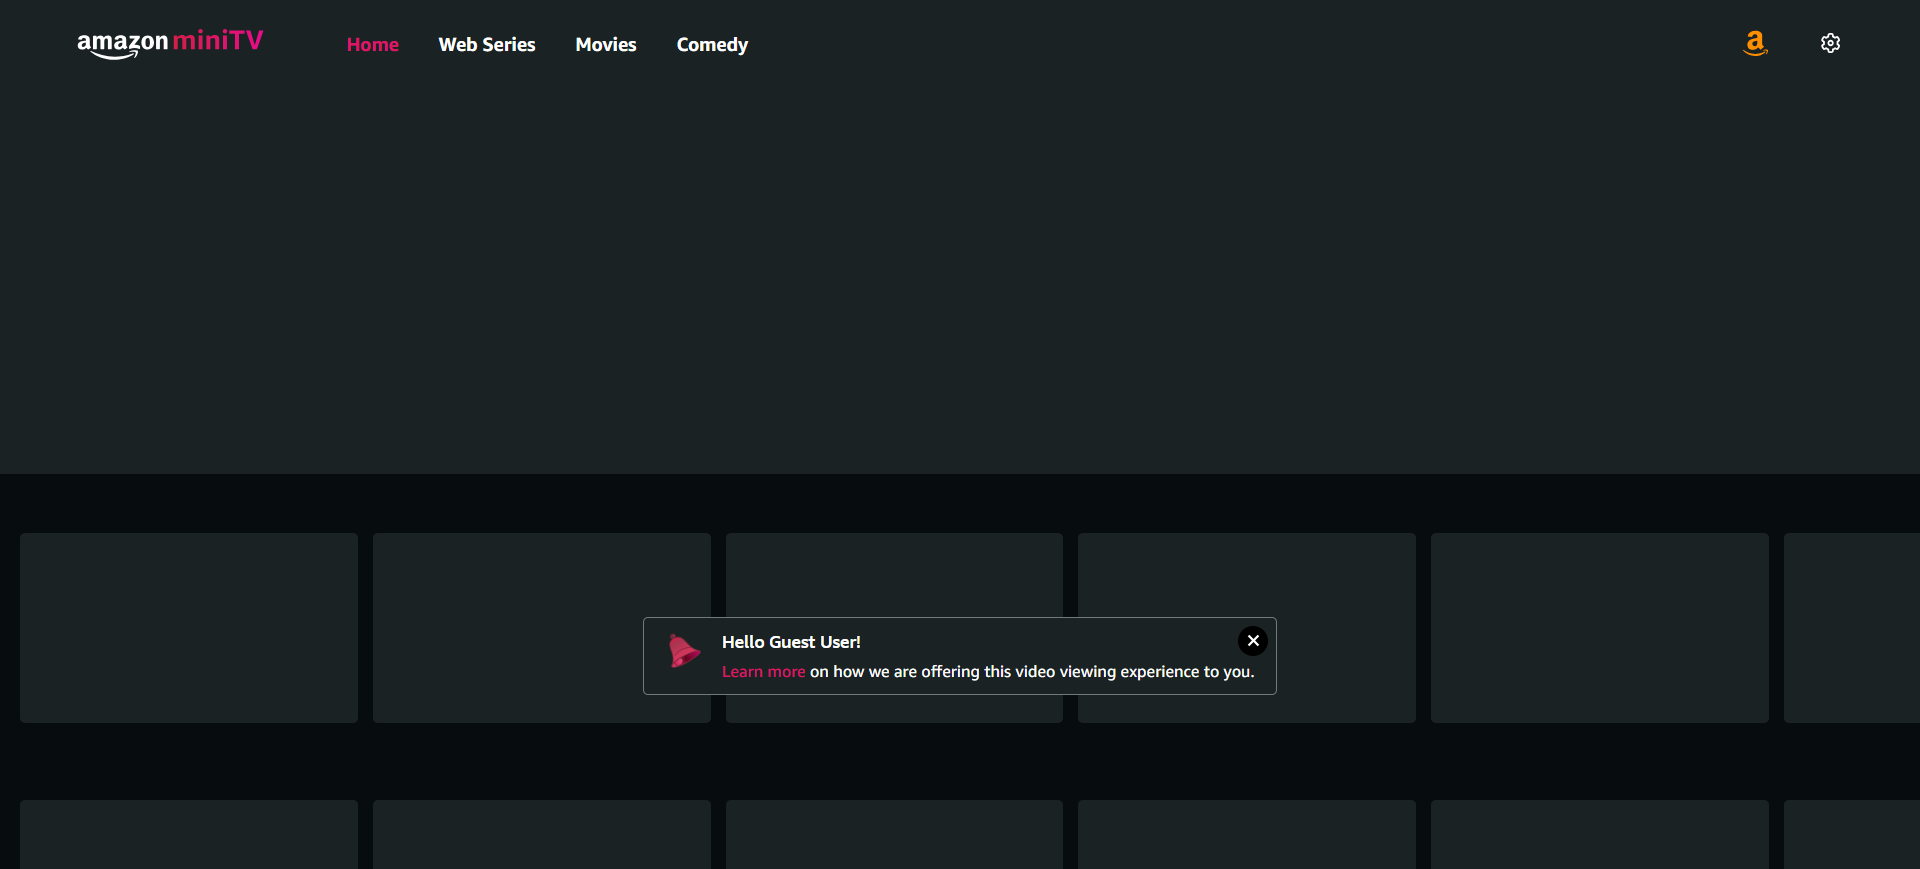 amazon miniTV
Home
Web Series
Movies
Comedy
Hello Guest User!
Learn more on how we are offering this video viewing experience to you.